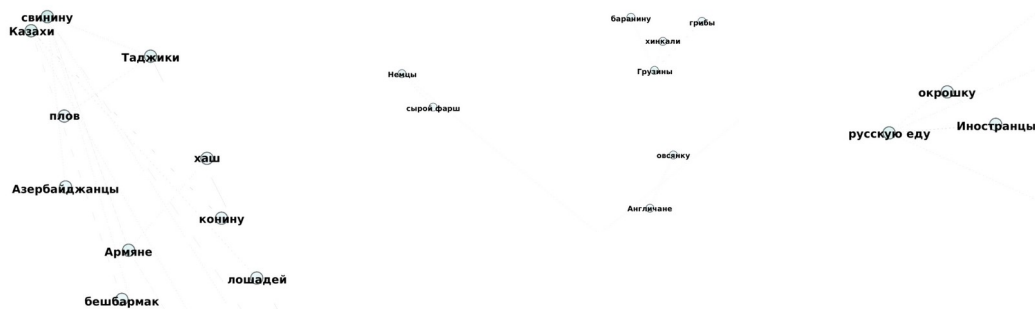 свинину
Казахи
Таджики
плов
хаш
Азербайджанцы
конину
Армяне
лошадей
бешбармак
Немцы
сырой фарш
баранину
грибы
хинкали
Грузины
овсянку
Англичане
окрошку
русскую еду
Иностранцы